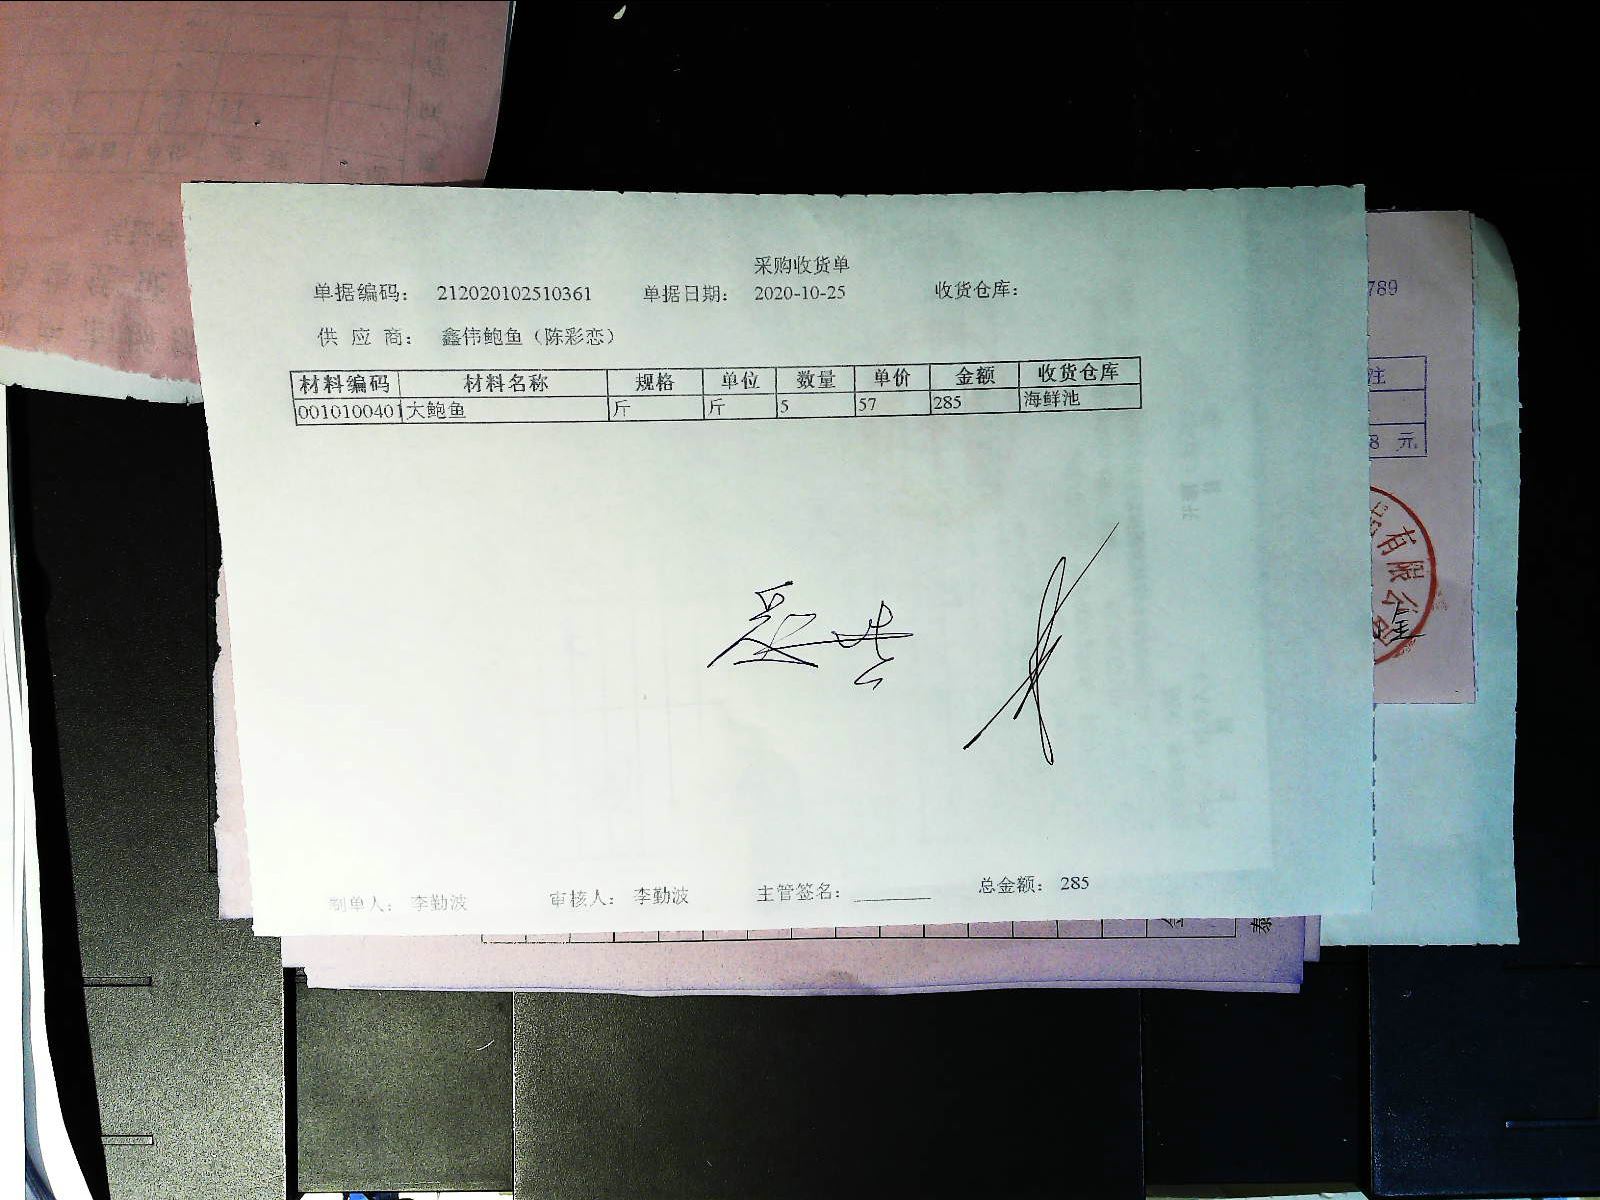 采购收货单
单据编码： 212020102510361 单据日期： 2020-10-25 收货仓库：
供 应 商： 鑫伟鲍鱼（陈彩恋）
材料编码 材料名称 规格 单位 数量 单价 金额 收货仓库
0010100401 大鲍鱼 斤 斤 5 57 285 海鲜池
制单人： 李勤波 审核人： 李勤波 主管签名： 总金额： 285
789
注
8 元
有限公